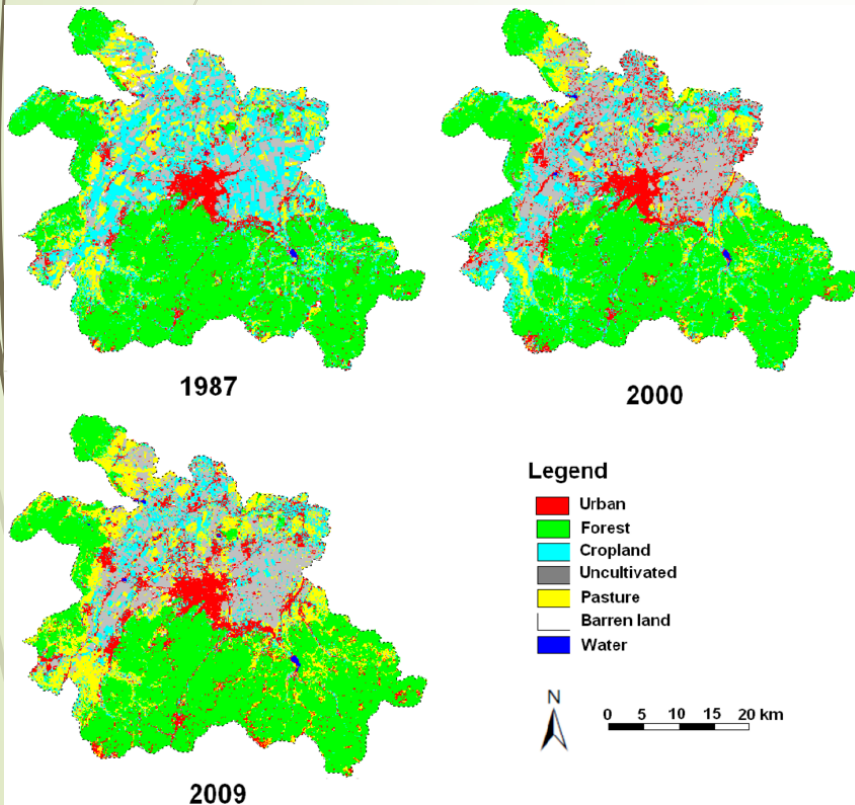 1987
2000
2009
Legend
Urban
Forest
Cropland
Uncultivated
Pasture
Barren land
Water
N
0 5 10 15 20 km